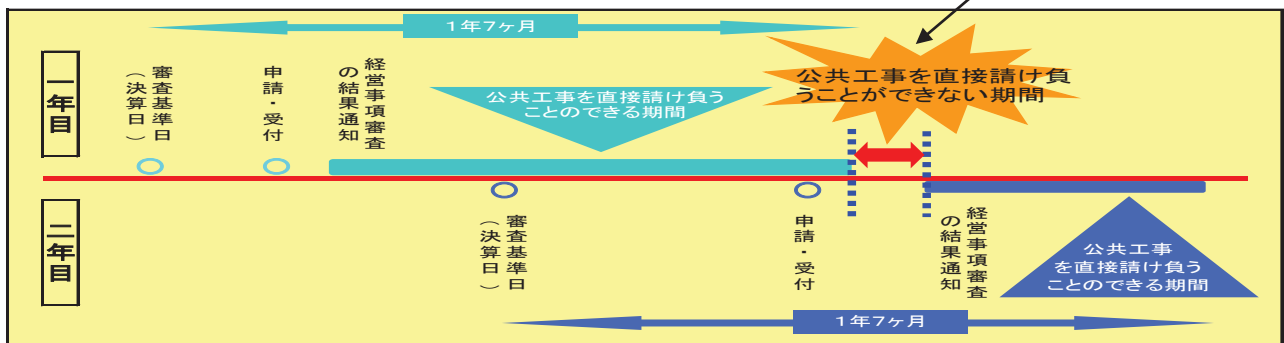 1年7ヶ月
一年目
審査基準日
（決算日）
申請・受付
経営事項審査
の結果通知
公共工事を直接請け負う
ことのできる期間
公共工事を直接請け負
うことができない期間
二年目
審査基準日
（決算日）
申請・受付
経営事項審査
の結果通知
公共工事
を直接請け負う
ことのできる期間
1年7ヶ月